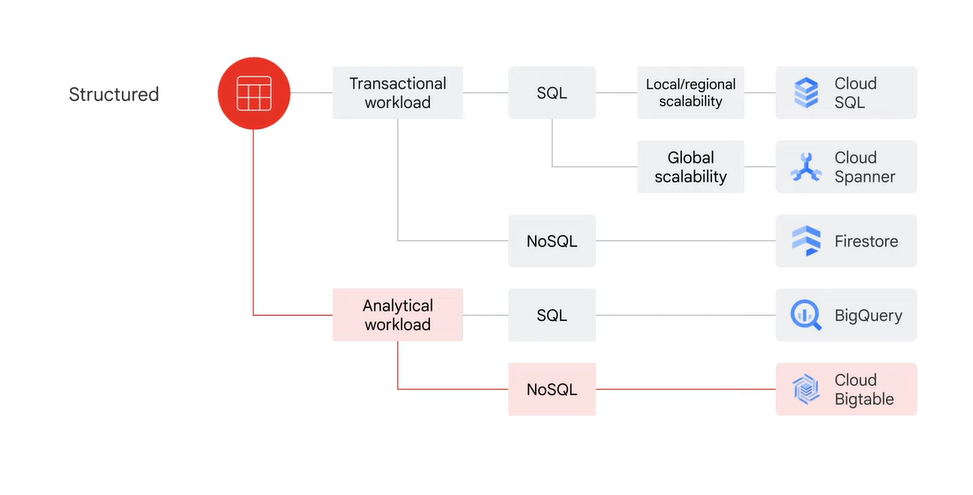 Structured
Transactional
workload
SQL
Local/regional
scalability
Cloud
SQL
Global
scalability
Cloud
Spanner
NoSQL
Firestore
Analytical
workload
SQL
BigQuery
NoSQL
Cloud
Bigtable